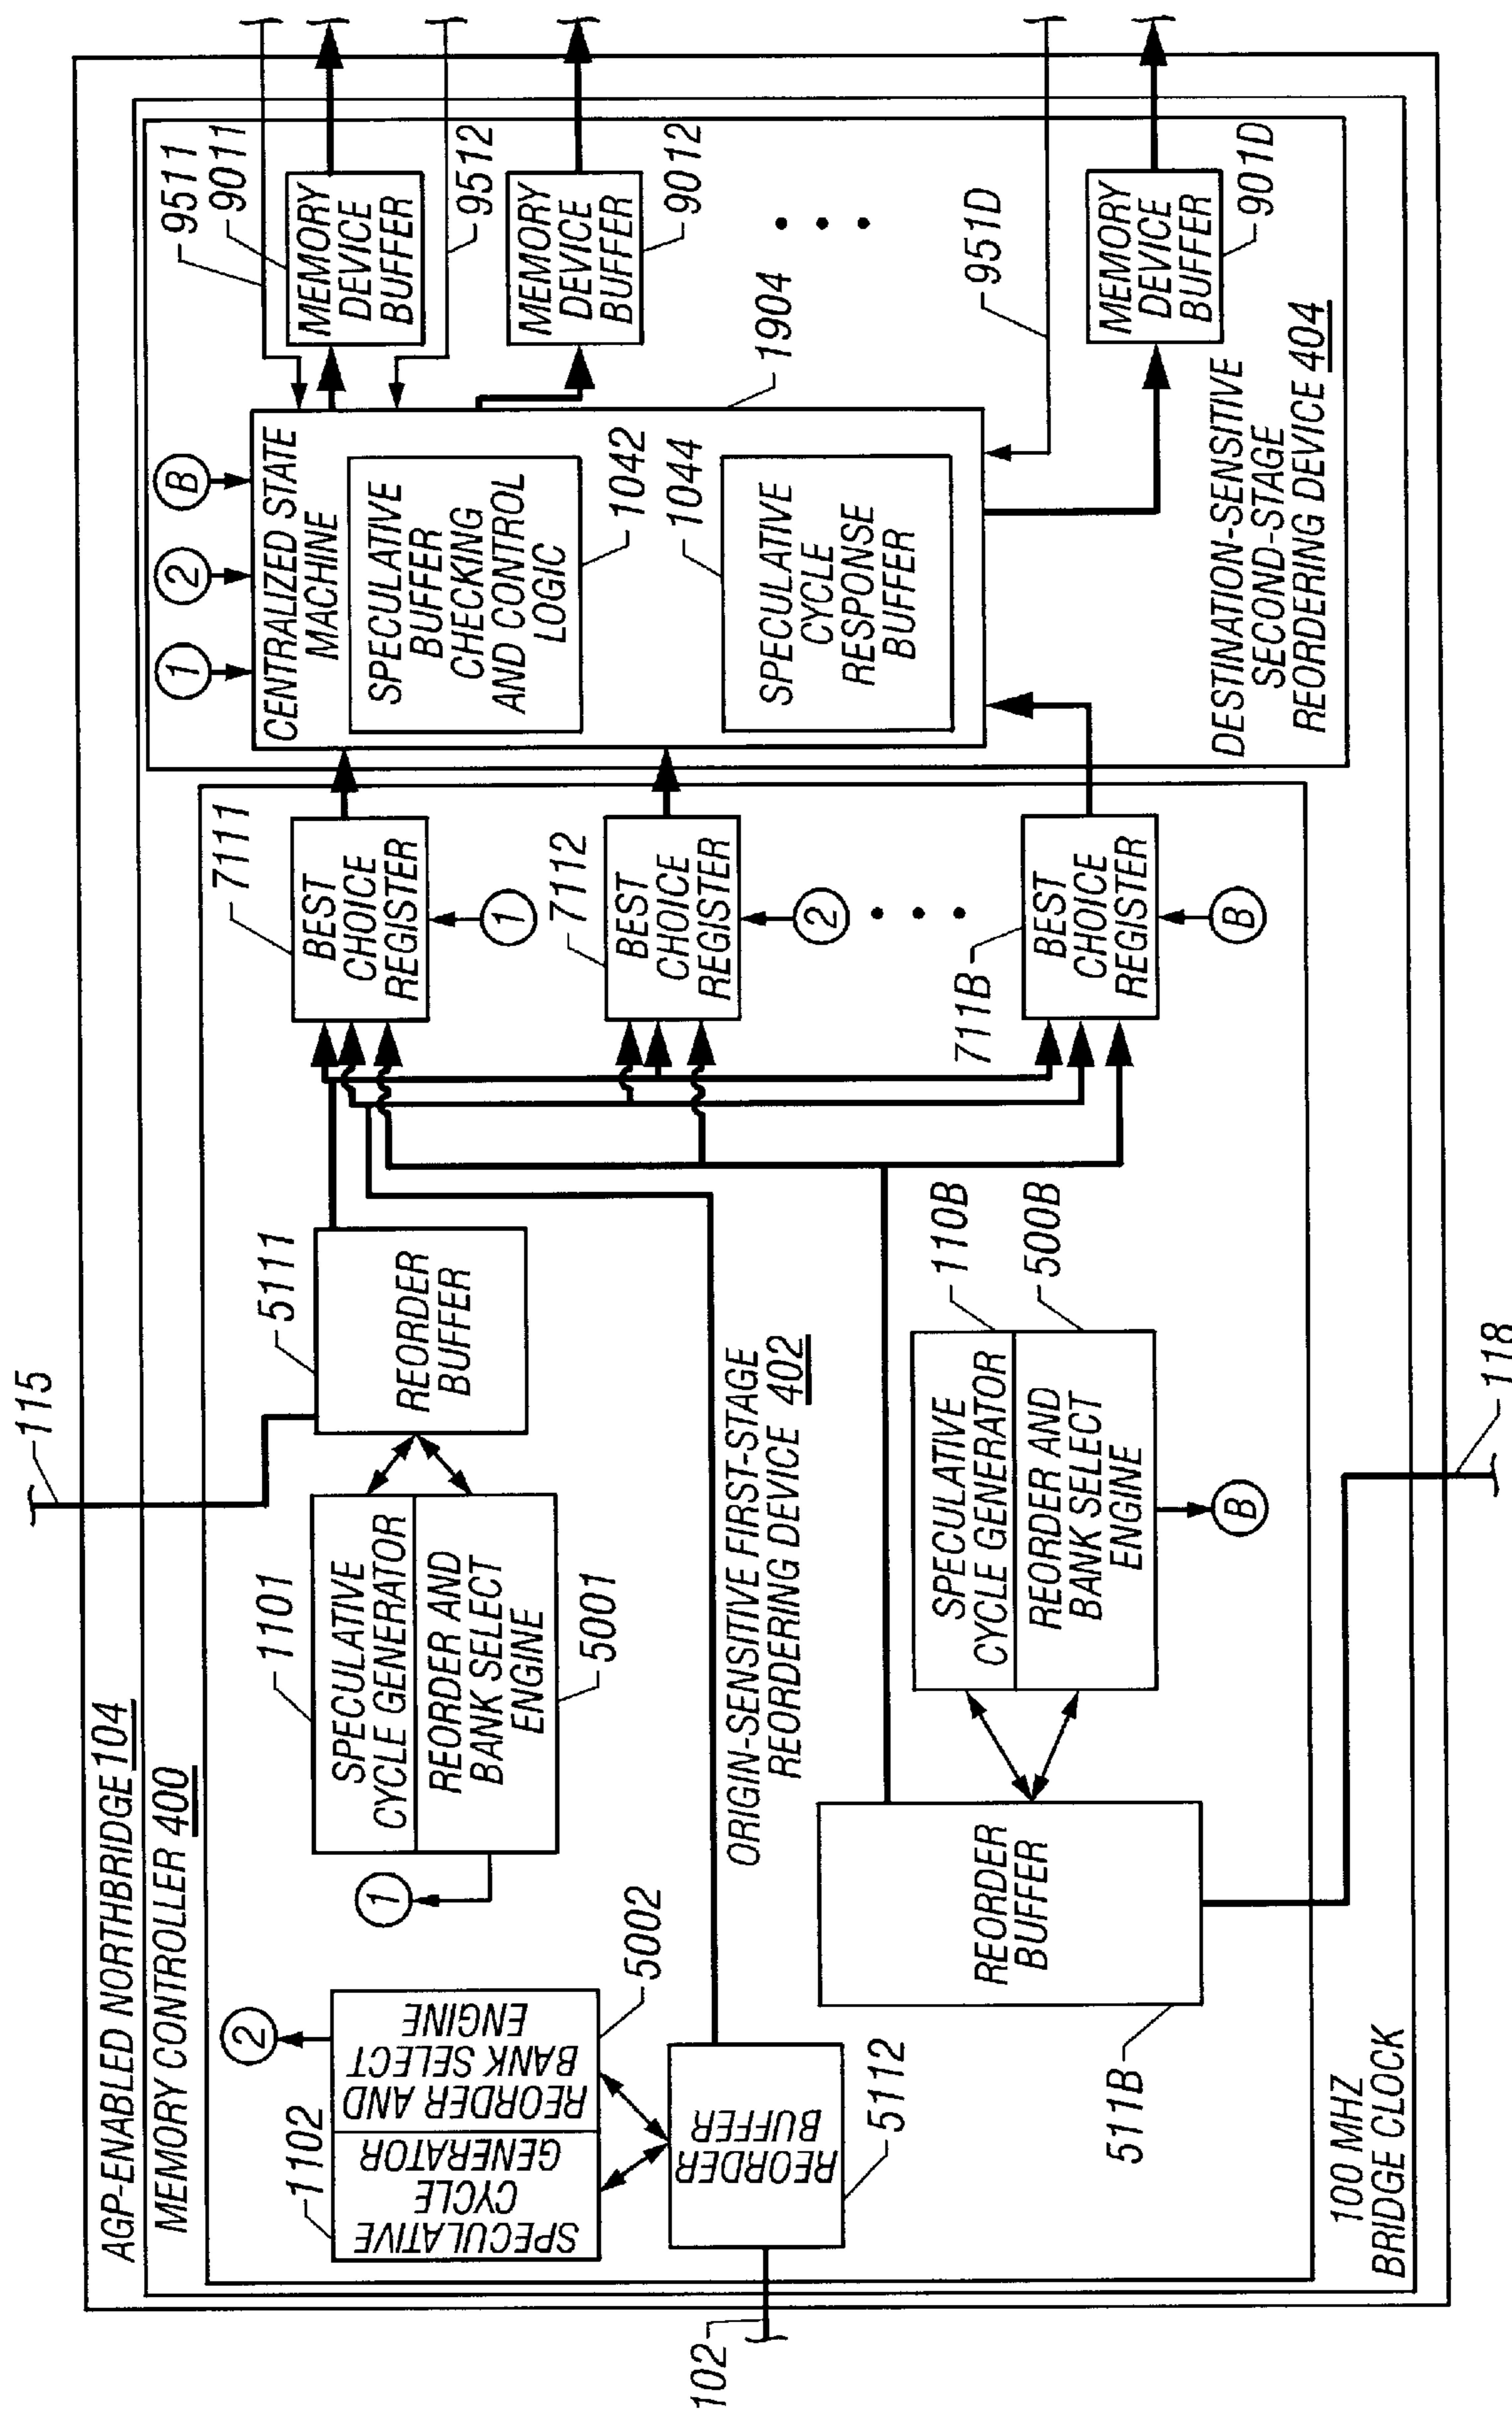 AGP-ENABLED NORTHBRIDGE 104
MEMORY CONTROLLER 400
115
102
118
100 MHZ
BRIDGE CLOCK
ORIGIN-SENSITIVE FIRST-STAGE
REORDERING DEVICE 402
1102
SPECULATIVE
CYCLE
GENERATOR
REORDER AND
BANK SELECT
ENGINE
5002
2
REORDER
BUFFER
5112
1101
SPECULATIVE
CYCLE GENERATOR
REORDER AND
BANK SELECT
ENGINE
5001
1
5111
REORDER
BUFFER
511B
REORDER
BUFFER
SPECULATIVE
CYCLE GENERATOR
110B
REORDER AND
BANK SELECT
ENGINE
500B
B
7111
BEST
CHOICE
REGISTER
1
7112
BEST
CHOICE
REGISTER
2
711B
BEST
CHOICE
REGISTER
B
1
2
B
CENTRALIZED STATE
MACHINE
SPECULATIVE
BUFFER
CHECKING
AND CONTROL
LOGIC
1042
1044
SPECULATIVE
CYCLE
RESPONSE
BUFFER
1904
9511
9011
MEMORY
DEVICE
BUFFER
9512
MEMORY
DEVICE
BUFFER
9012
951D
MEMORY
DEVICE
BUFFER
901D
DESTINATION-SENSITIVE
SECOND-STAGE
REORDERING DEVICE 404